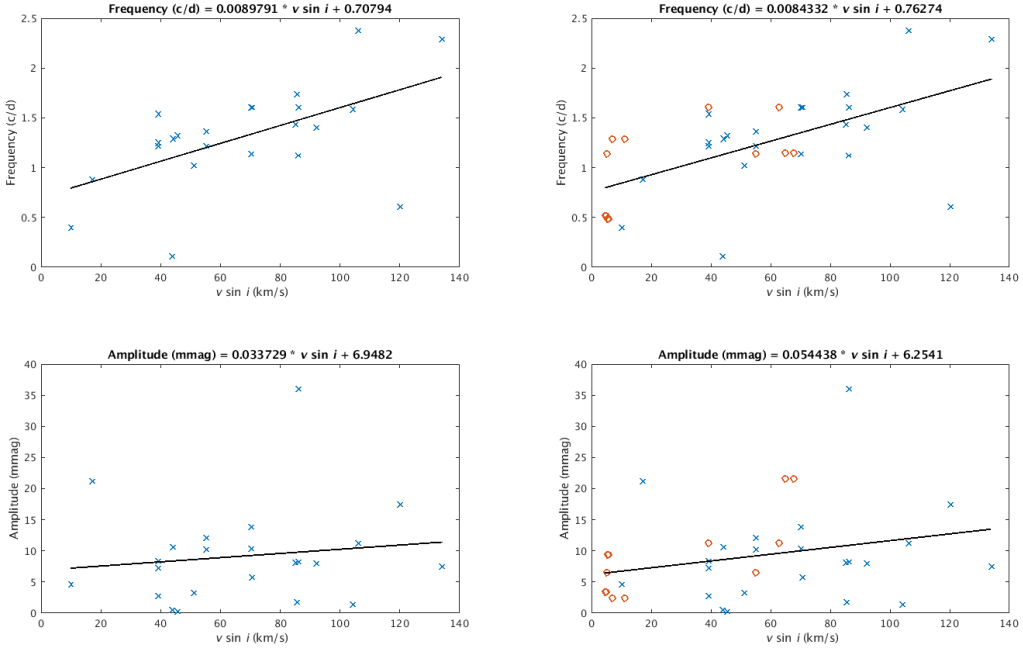 Frequency (c/d) = 0.0089791 * v sin i + 0.70794
2.5
2
1.5
1
0.5
0
Frequency (c/d)
0 20 40 60 80 100 120 140
v sin i (km/s)
Frequency (c/d) = 0.0084332 * v sin i + 0.76274
2.5
2
1.5
1
0.5
0
Frequency (c/d)
0 20 40 60 80 100 120 140
v sin i (km/s)
Amplitude (mmag) = 0.033729 * v sin i + 6.9482
40
35
30
25
20
15
10
5
0
Amplitude (mmag)
0 20 40 60 80 100 120 140
v sin i (km/s)
Amplitude (mmag) = 0.054438 * v sin i + 6.2541
40
35
30
25
20
15
10
5
0
Amplitude (mmag)
0 20 40 60 80 100 120 140
v sin i (km/s)